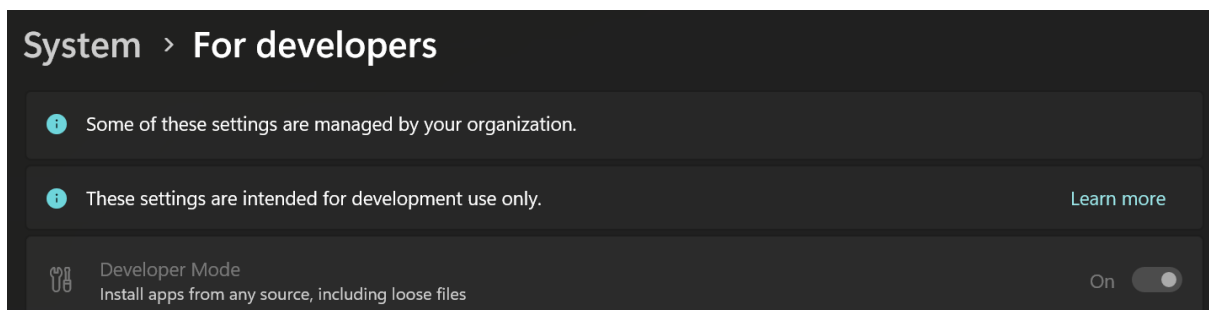 System > For developers
Some of these settings are managed by your organization.
These settings are intended for development use only.
Learn more
Developer Mode
Install apps from any source, including loose files
On